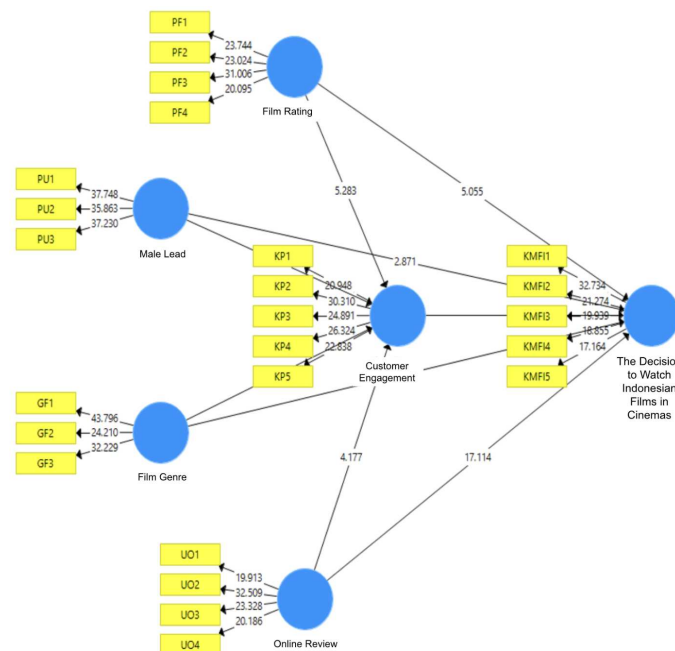 PF1
PF2
PF3
PF4
23.744
23.024
31.006
20.095
Film Rating
5.283
5.055
PU1
PU2
PU3
37.748
35.863
37.230
Male Lead
2.871
KP1
KP2
KP3
KP4
KP5
20.948
30.310
24.891
26.324
22.838
Customer
Engagement
KMFI1
KMFI2
KMFI3
KMFI4
KMFI5
32.734
21.274
19.939
18.855
17.164
The Decision
to Watch
Indonesian
Films in
Cinemas
GF1
GF2
GF3
43.796
24.210
32.229
Film Genre
4.177
17.114
UO1
UO2
UO3
UO4
19.913
32.509
23.328
20.186
Online Review